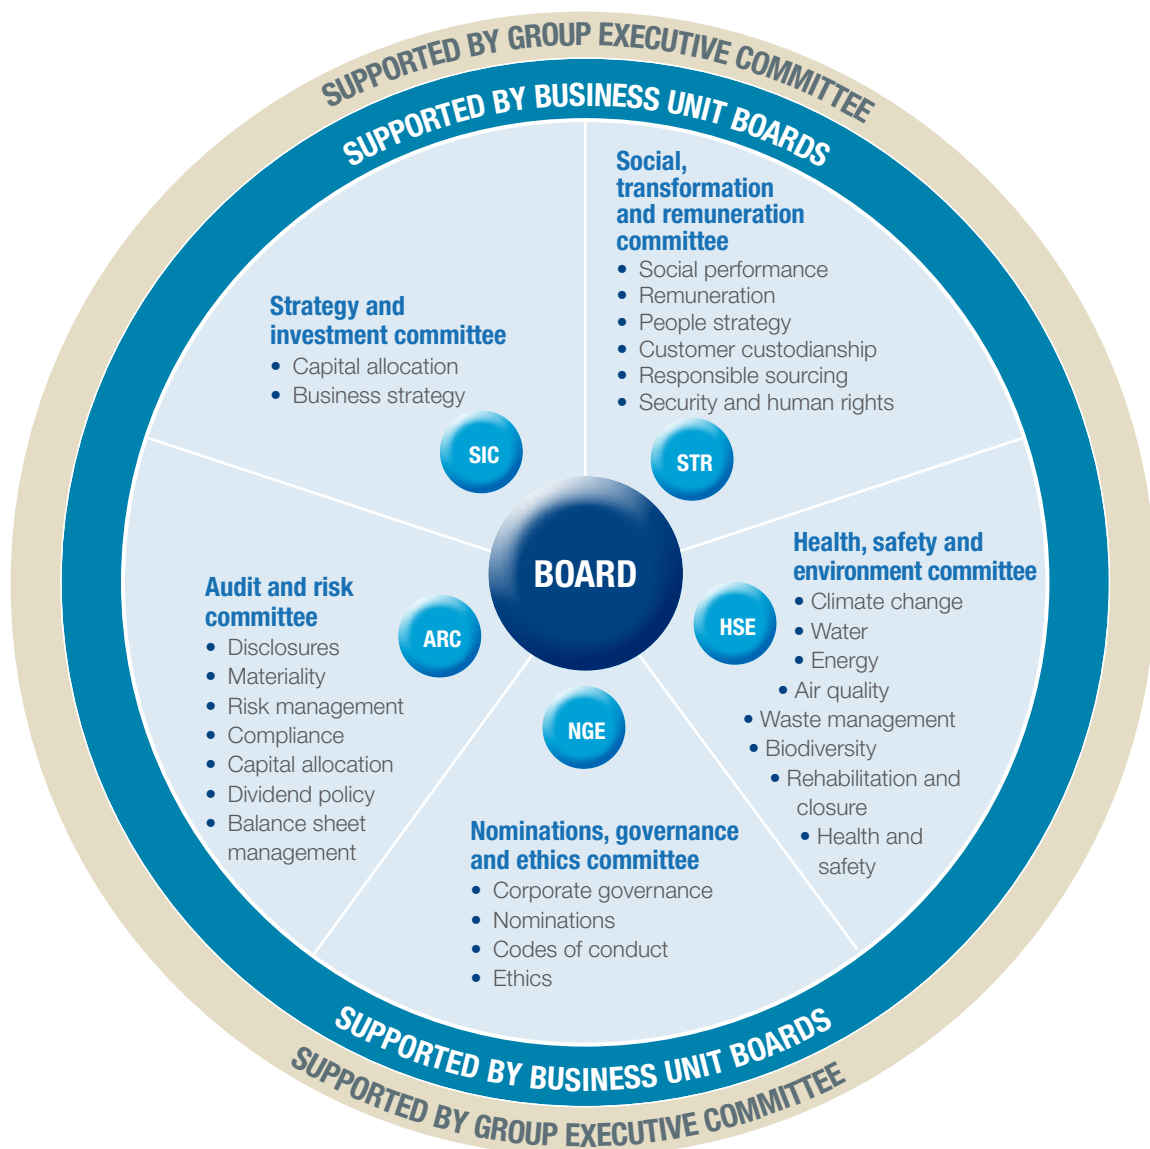 SUPPORTED BY GROUP EXECUTIVE COMMITTEE
SUPPORTED BY BUSINESS UNIT BOARDS
Social,
transformation
and remuneration
committee
• Social performance
• Remuneration
• People strategy
• Customer custodianship
• Responsible sourcing
• Security and human rights
STR
Strategy and
investment committee
• Capital allocation
• Business strategy
SIC
BOARD
Health, safety and
environment committee
• Climate change
• Water
• Energy
• Air quality
• Waste management
• Biodiversity
• Rehabilitation and
closure
• Health and
safety
HSE
Audit and risk
committee
• Disclosures
• Materiality
• Risk management
• Compliance
• Capital allocation
• Dividend policy
• Balance sheet
management
ARC
NGE
Nominations, governance
and ethics committee
• Corporate governance
• Nominations
• Codes of conduct
• Ethics
SUPPORTED BY BUSINESS UNIT BOARDS
SUPPORTED BY GROUP EXECUTIVE COMMITTEE